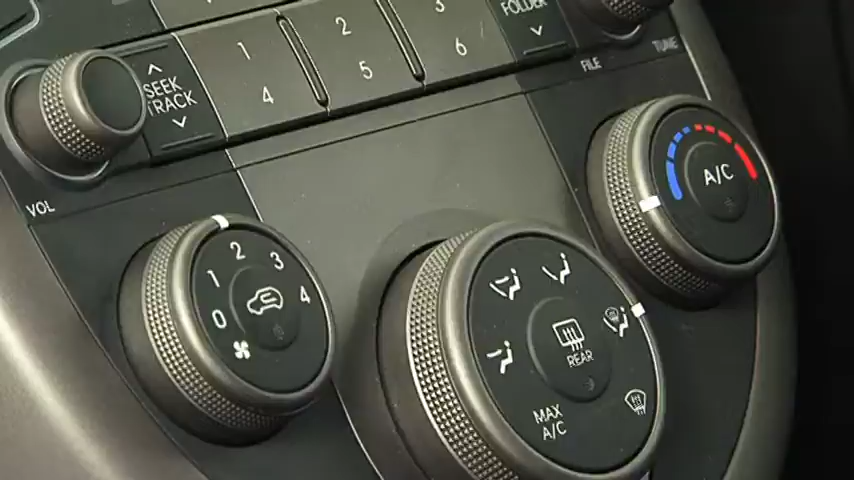 1
2
3
4
5
6
SEEK
TRACK
FOLDER
VOL
FILE
TUNE
0
1
2
3
4
REAR
MAX
A/C
A/C